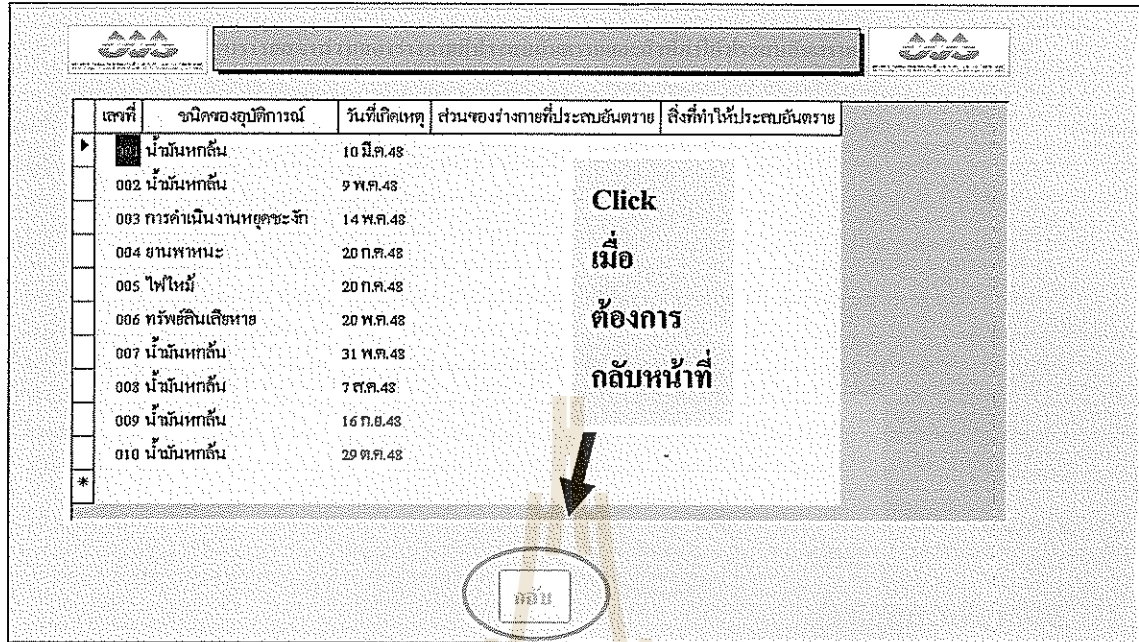 เลขที่ ชนิดของอุบัติการณ์ วันที่เกิดเหตุ ส่วนของร่างกายที่ประสบอันตราย สิ่งที่ทำให้ประสบอันตราย
001 น้ำมันหกล้น 10 มี.ค.48
002 น้ำมันหกล้น 9 พ.ค.48
003 การดำเนินงานหยุดชะงัก 14 พ.ค.48
004 ยานพาหนะ 20 ก.ค.48
005 ไฟไหม้ 20 ก.ค.48
006 ทรัพย์สินเสียหาย 20 พ.ค.48
007 น้ำมันหกล้น 31 พ.ค.48
008 น้ำมันหกล้น 7 ส.ค.48
009 น้ำมันหกล้น 16 ก.ย.48
010 น้ำมันหกล้น 29 ต.ค.48
Click
เมื่อ
ต้องการ
กลับหน้าที่
กลับ